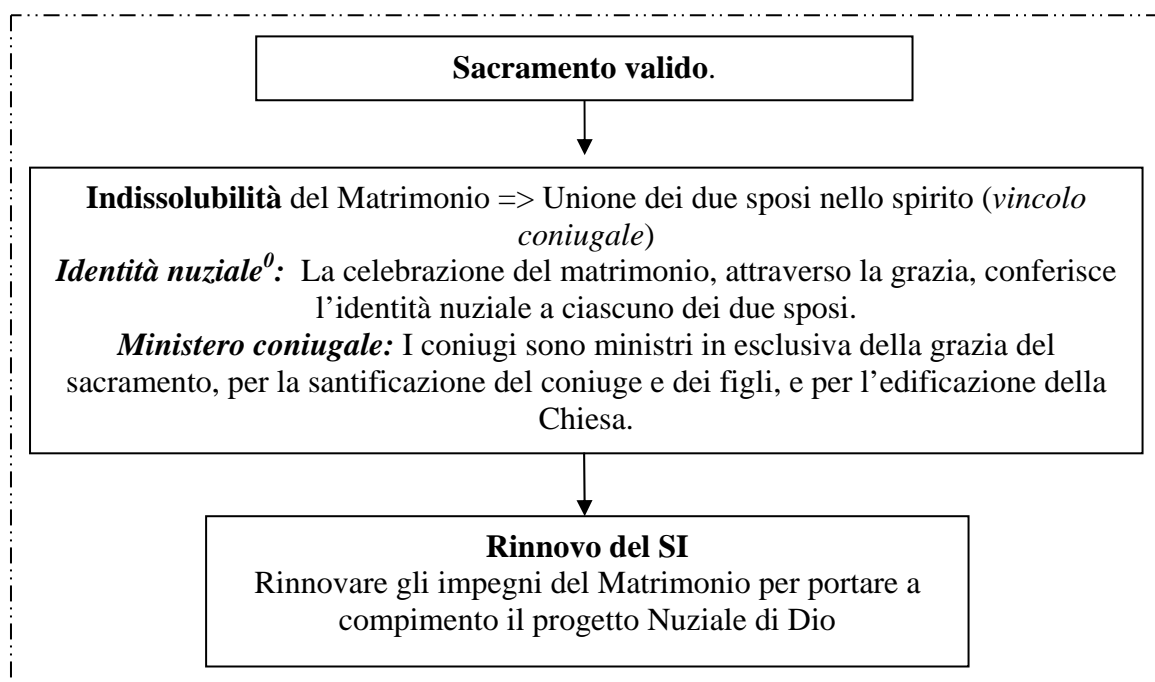 Sacramento valido.
Indissolubilità del Matrimonio => Unione dei due sposi nello spirito (vincolo
coniugale)
Identità nuziale⁰: La celebrazione del matrimonio, attraverso la grazia, conferisce
l’identità nuziale a ciascuno dei due sposi.
Ministero coniugale: I coniugi sono ministri in esclusiva della grazia del
sacramento, per la santificazione del coniuge e dei figli, e per l’edificazione della
Chiesa.
Rinnovo del SI
Rinnovare gli impegni del Matrimonio per portare a
compimento il progetto Nuziale di Dio